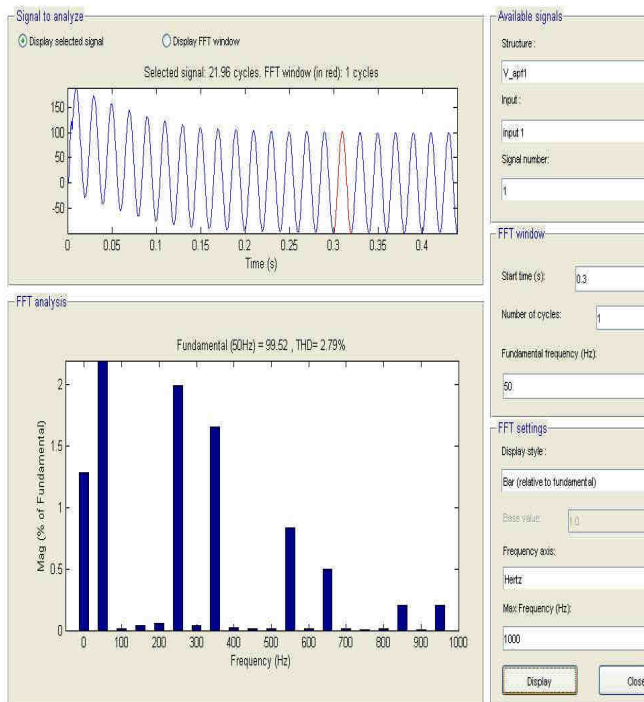 Signal to analyze
Display selected signal
Display FFT window
Selected signal: 21.96 cycles. FFT window (in red): 1 cycles
150
100
50
0
-50
0 0.05 0.1 0.15 0.2 0.25 0.3 0.35 0.4
Time (s)
FFT analysis
Fundamental (50Hz) = 99.52 , THD= 2.79%
2
1.5
1
0.5
0
Mag (% of Fundamental)
0 100 200 300 400 500 600 700 800 900 1000
Frequency (Hz)
Available signals
Structure :
V_apf1
Input :
Input 1
Signal number:
1
FFT window
Start time (s): 0.3
Number of cycles: 1
Fundamental frequency (Hz):
50
FFT settings
Display style :
Bar (relative to fundamental)
Base value: 1.0
Frequency axis:
Hertz
Max Frequency (Hz):
1000
Display Close